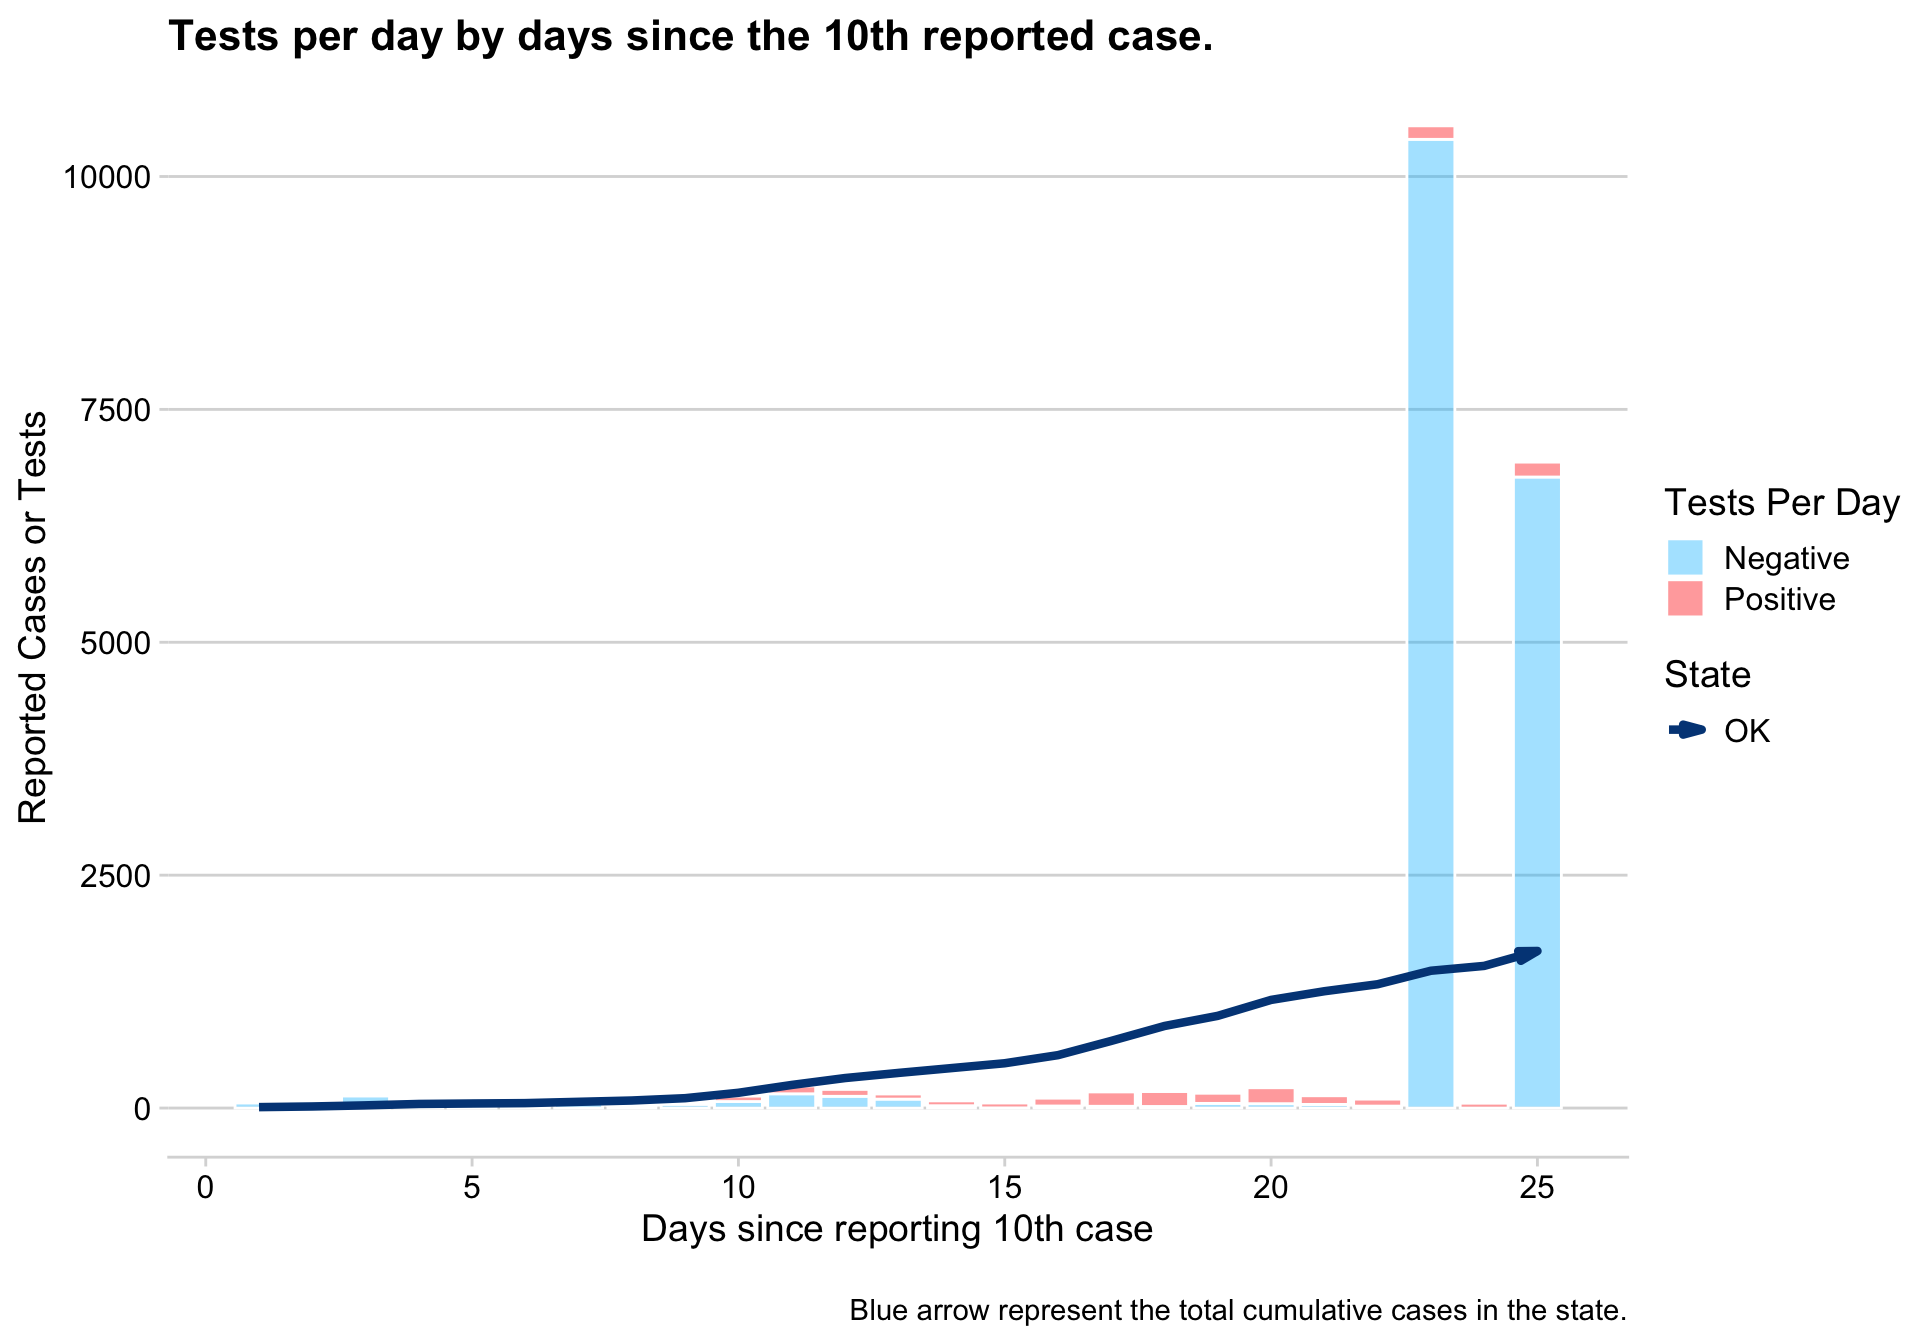 Tests per day by days since the 10th reported case.
10000
7500
5000
2500
0
Reported Cases or Tests
0 5 10 15 20 25
Days since reporting 10th case
Tests Per Day
Negative
Positive
State
OK
Blue arrow represent the total cumulative cases in the state.